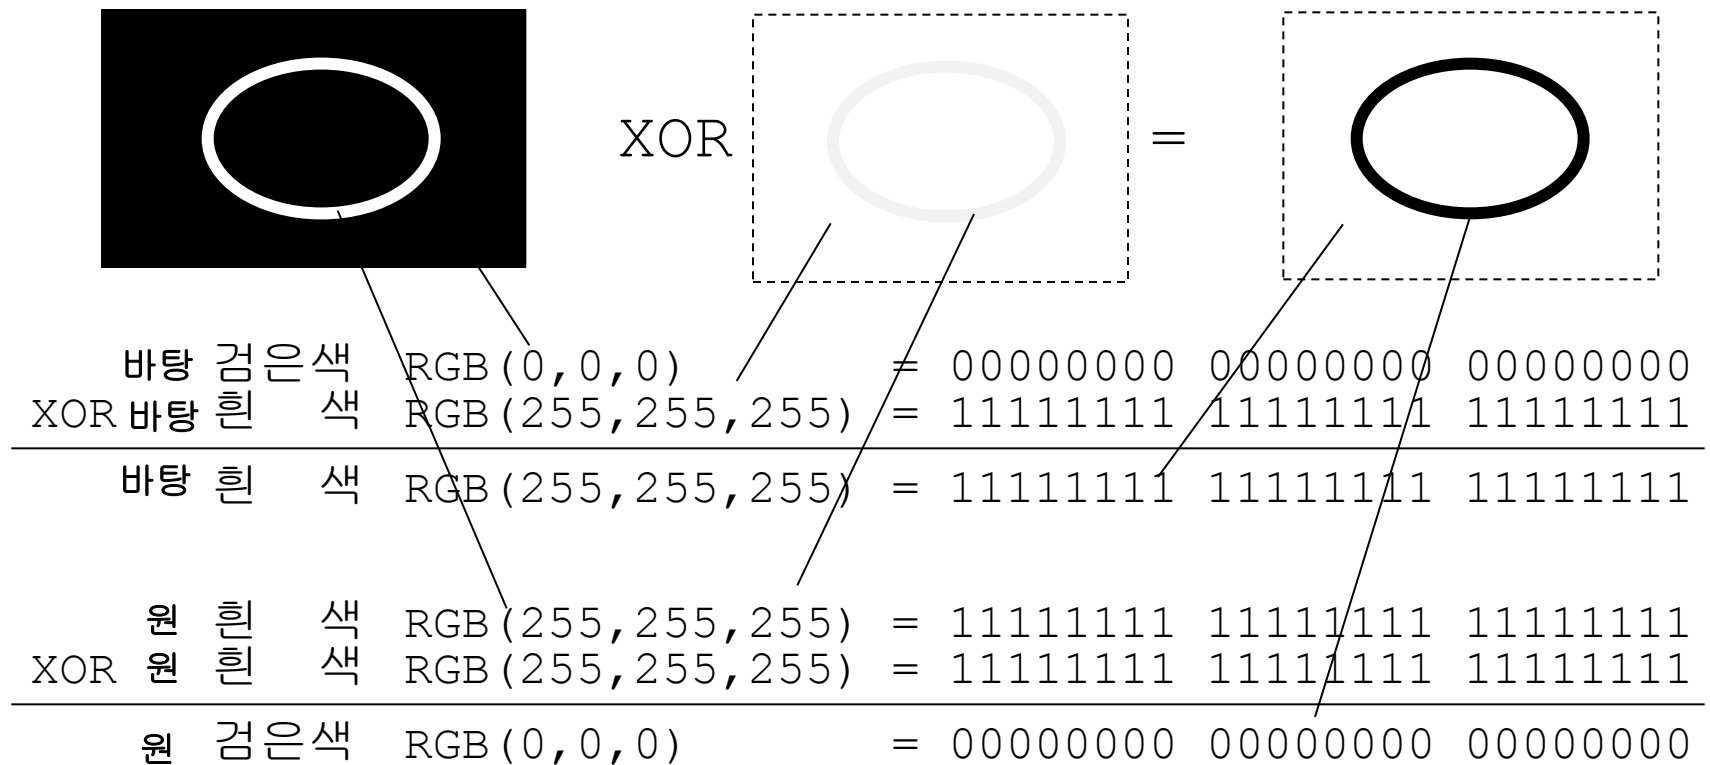 XOR =
바탕 검은색 RGB(0,0,0) = 00000000 00000000 00000000
XOR 바탕 흰 색 RGB(255,255,255) = 11111111 11111111 11111111
바탕 흰 색 RGB(255,255,255) = 11111111 11111111 11111111
원 흰 색 RGB(255,255,255) = 11111111 11111111 11111111
XOR 원 흰 색 RGB(255,255,255) = 11111111 11111111 11111111
원 검은색 RGB(0,0,0) = 00000000 00000000 00000000